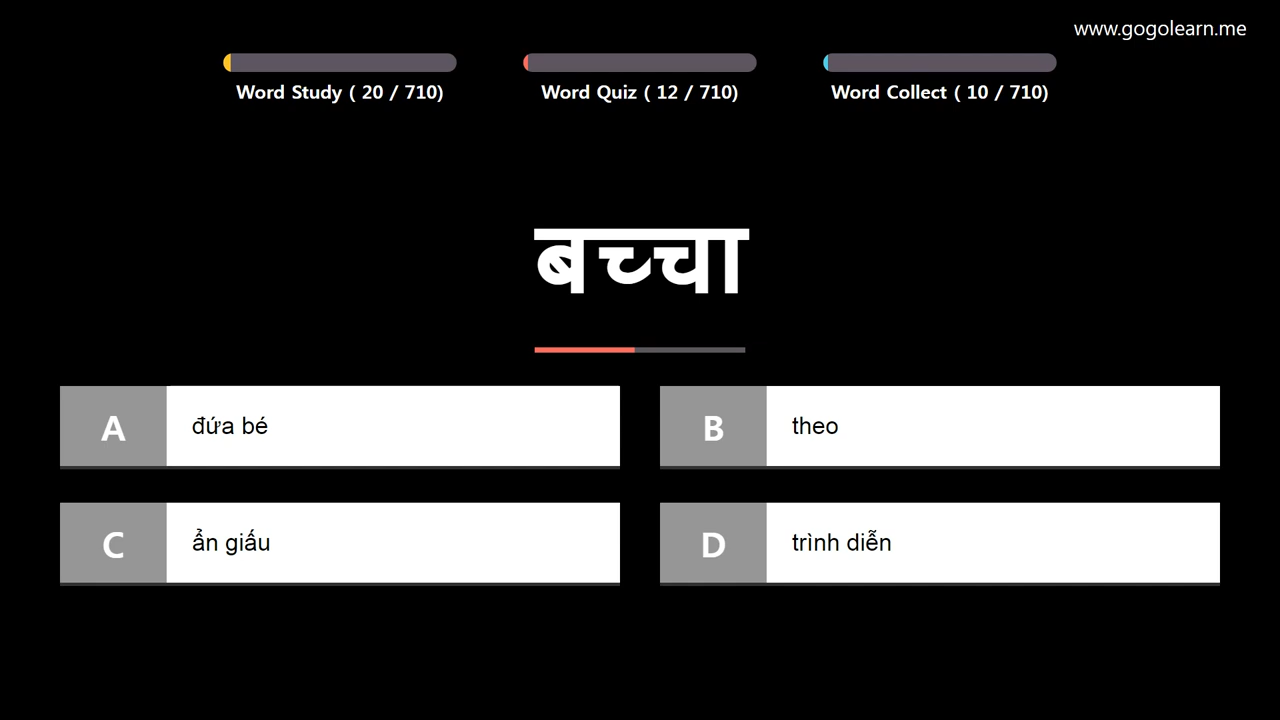 www.gogolearn.me
Word Study ( 20 / 710)
Word Quiz ( 12 / 710)
Word Collect ( 10 / 710)
बच्चा
A
đứa bé
B
theo
C
ẩn giấu
D
trình diễn